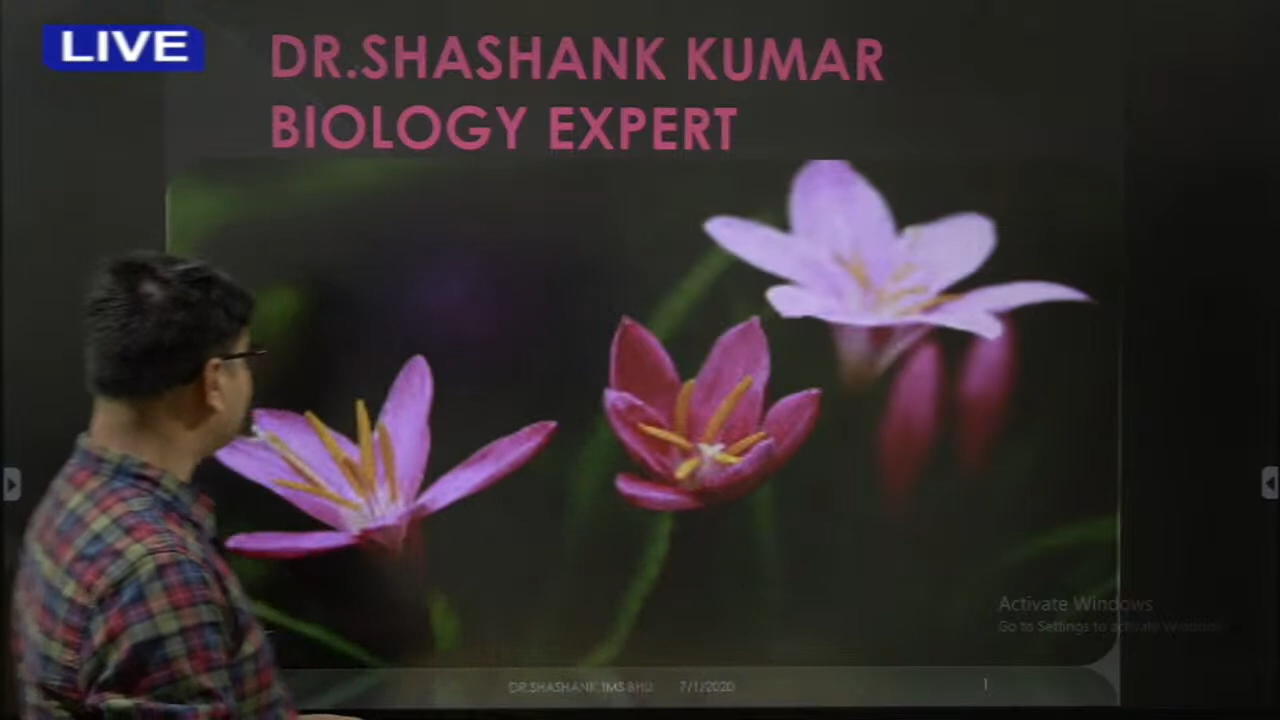 LIVE
DR.SHASHANK KUMAR
BIOLOGY EXPERT
Activate Windows
Go to Settings to activate Windows.
DR.SHASHANK,IMS BHU 7/1/2020 1